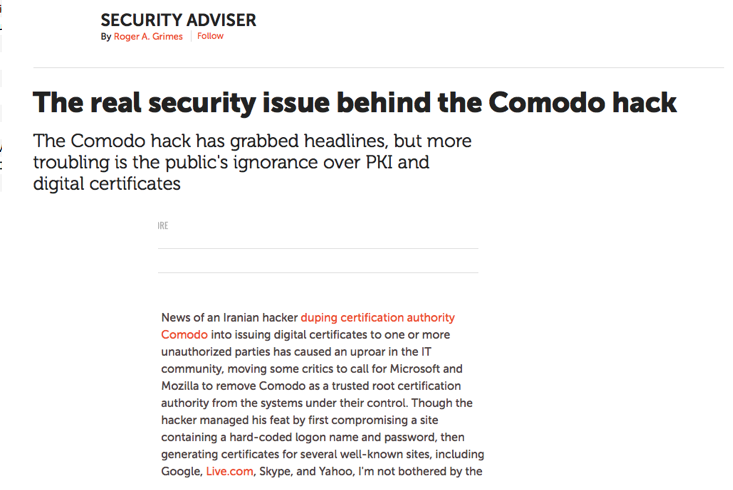 SECURITY ADVISER
By Roger A. Grimes Follow
The real security issue behind the Comodo hack
The Comodo hack has grabbed headlines, but more
troubling is the public's ignorance over PKI and
digital certificates
IRE
News of an Iranian hacker duping certification authority
Comodo into issuing digital certificates to one or more
unauthorized parties has caused an uproar in the IT
community, moving some critics to call for Microsoft and
Mozilla to remove Comodo as a trusted root certification
authority from the systems under their control. Though the
hacker managed his feat by first compromising a site
containing a hard-coded logon name and password, then
generating certificates for several well-known sites, including
Google, Live.com, Skype, and Yahoo, I'm not bothered by the